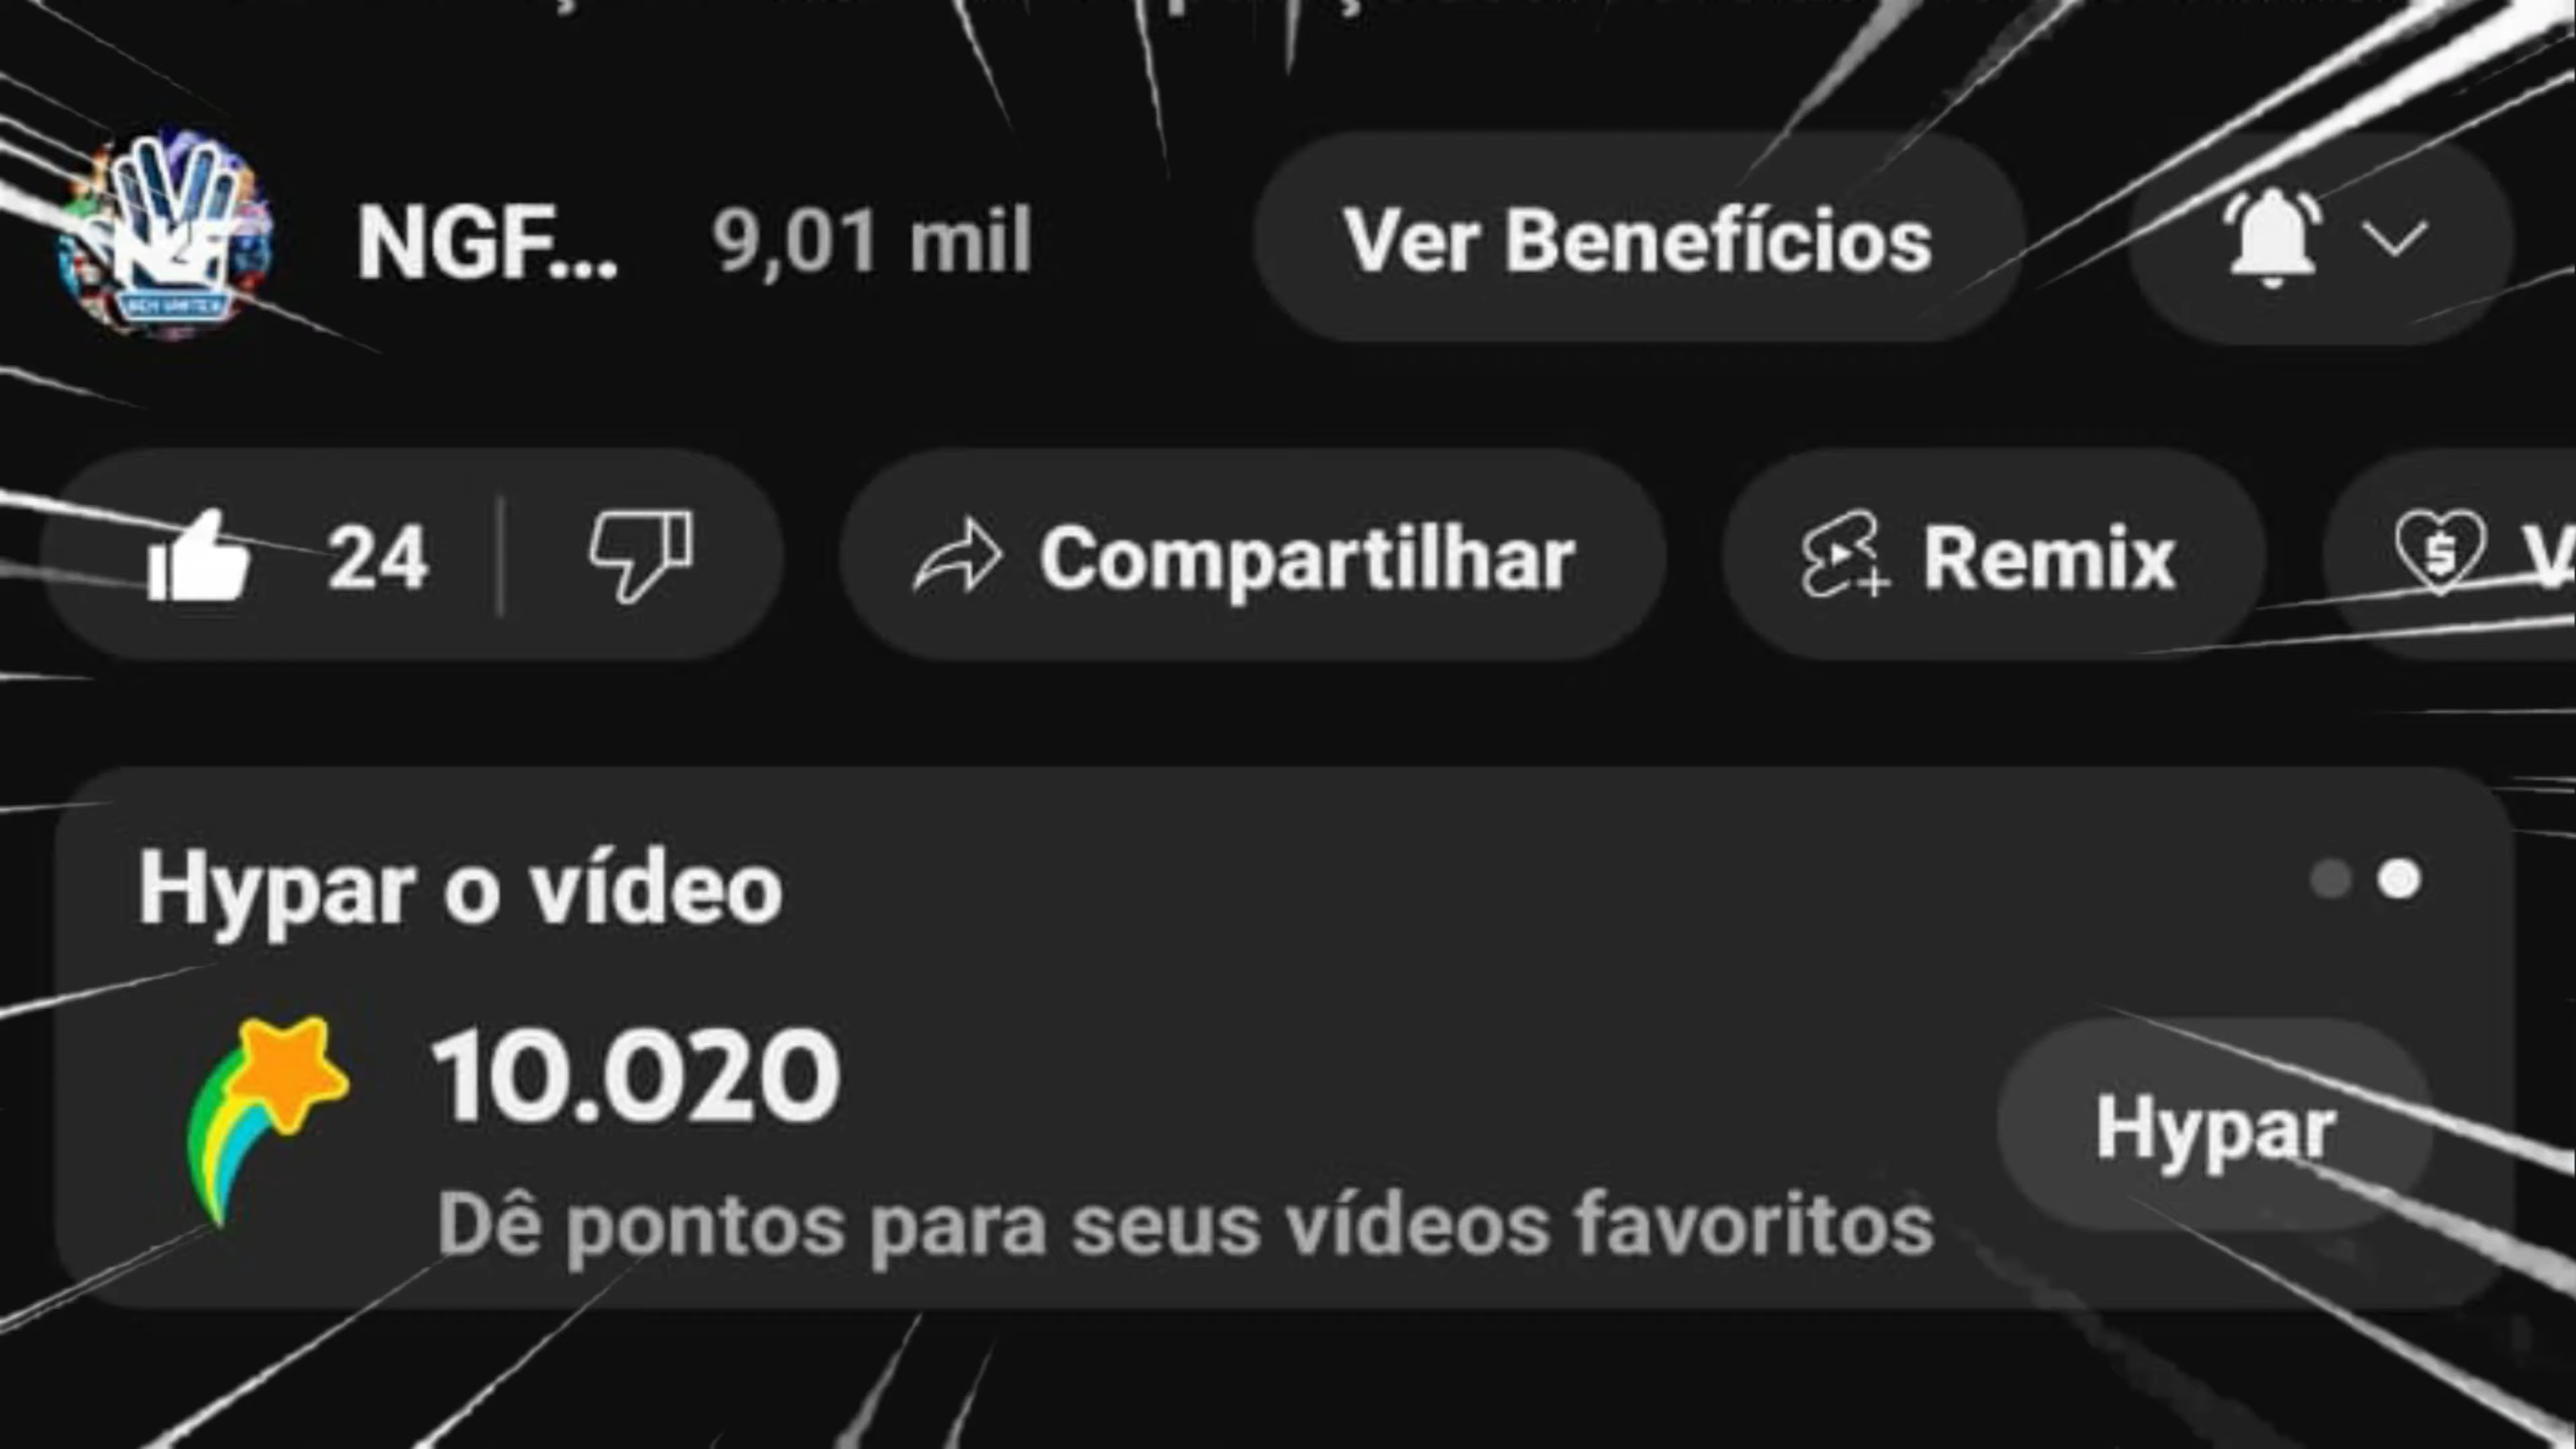 NGF... 9,01 mil Ver Benefícios
24 Compartilhar Remix V
Hypar o vídeo
10.020
Hypar
Dê pontos para seus vídeos favoritos